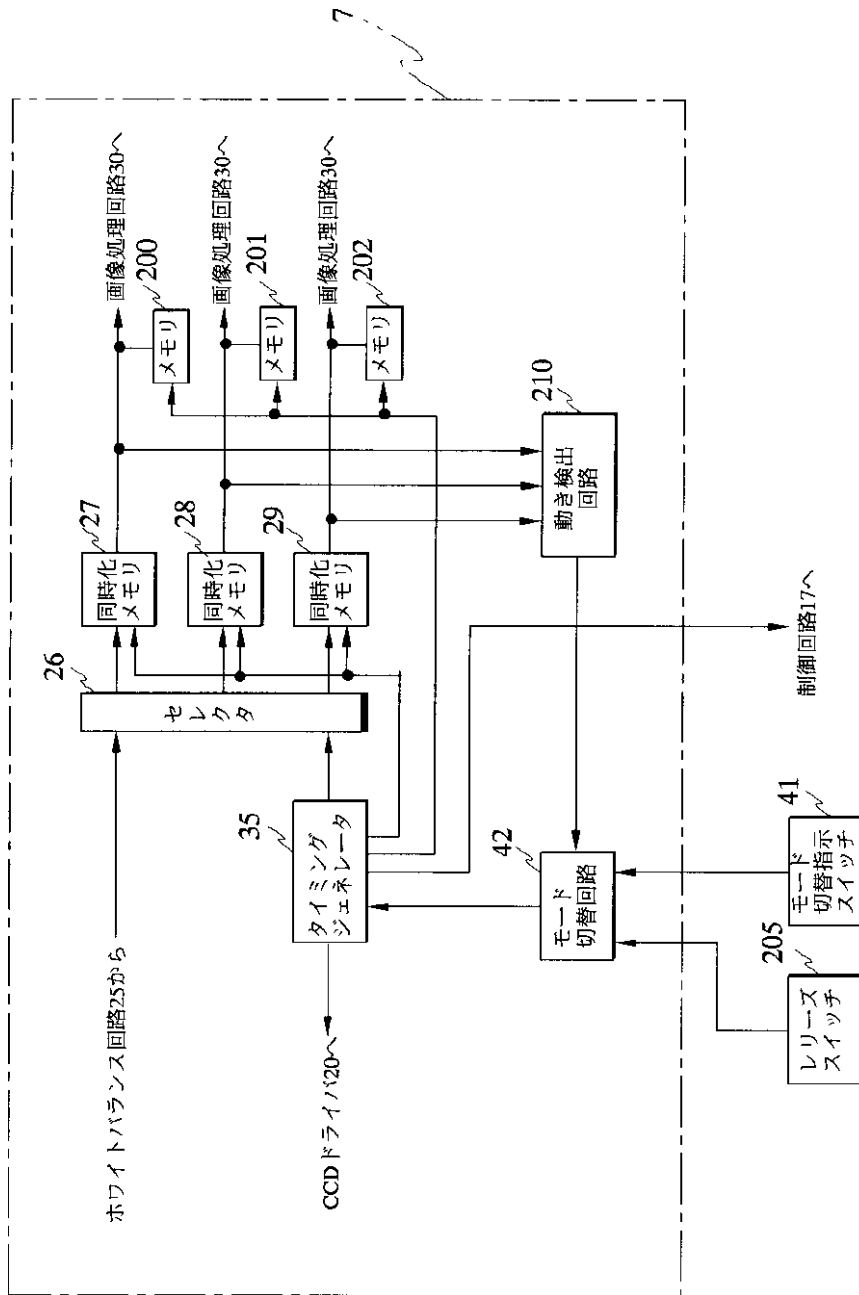 7
ホワイトバランス回路25から
26
セレクタ
27
同時化
メモリ
28
同時化
メモリ
29
同時化
メモリ
画像処理回路30へ
200
メモリ
画像処理回路30へ
201
メモリ
画像処理回路30へ
202
メモリ
CCDドライバ20へ
35
タイミング
ジェネレータ
210
動き検出
回路
42
モード
切替回路
制御回路17へ
205
レリーズ
スイッチ
41
モード
切替指示
スイッチ